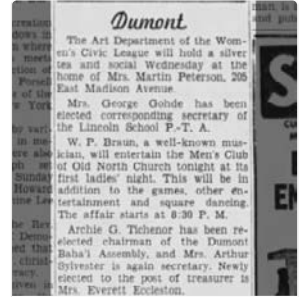 Dumont
The Art Department of the Wom-
en's Civic League will hold a silver
tea and social Wednesday at the
home of Mrs. Martin Peterson, 205
East Madison Avenue.
Mrs. George Gohde has been
elected corresponding secretary of
the Lincoln School P.-T. A.
W. P. Braun, a well-known mus-
ician, will entertain the Men's Club
of Old North Church tonight at its
first ladies' night. This will be in
addition to the games, other en-
tertainment and square dancing.
The affair starts at 8:30 P. M.
Archie G. Tichenor has been re-
elected chairman of the Dumont
Baha'i Assembly, and Mrs. Arthur
Sylvester is again secretary. Newly
elected to the post of treasurer is
Mrs. Everett Eccleston.